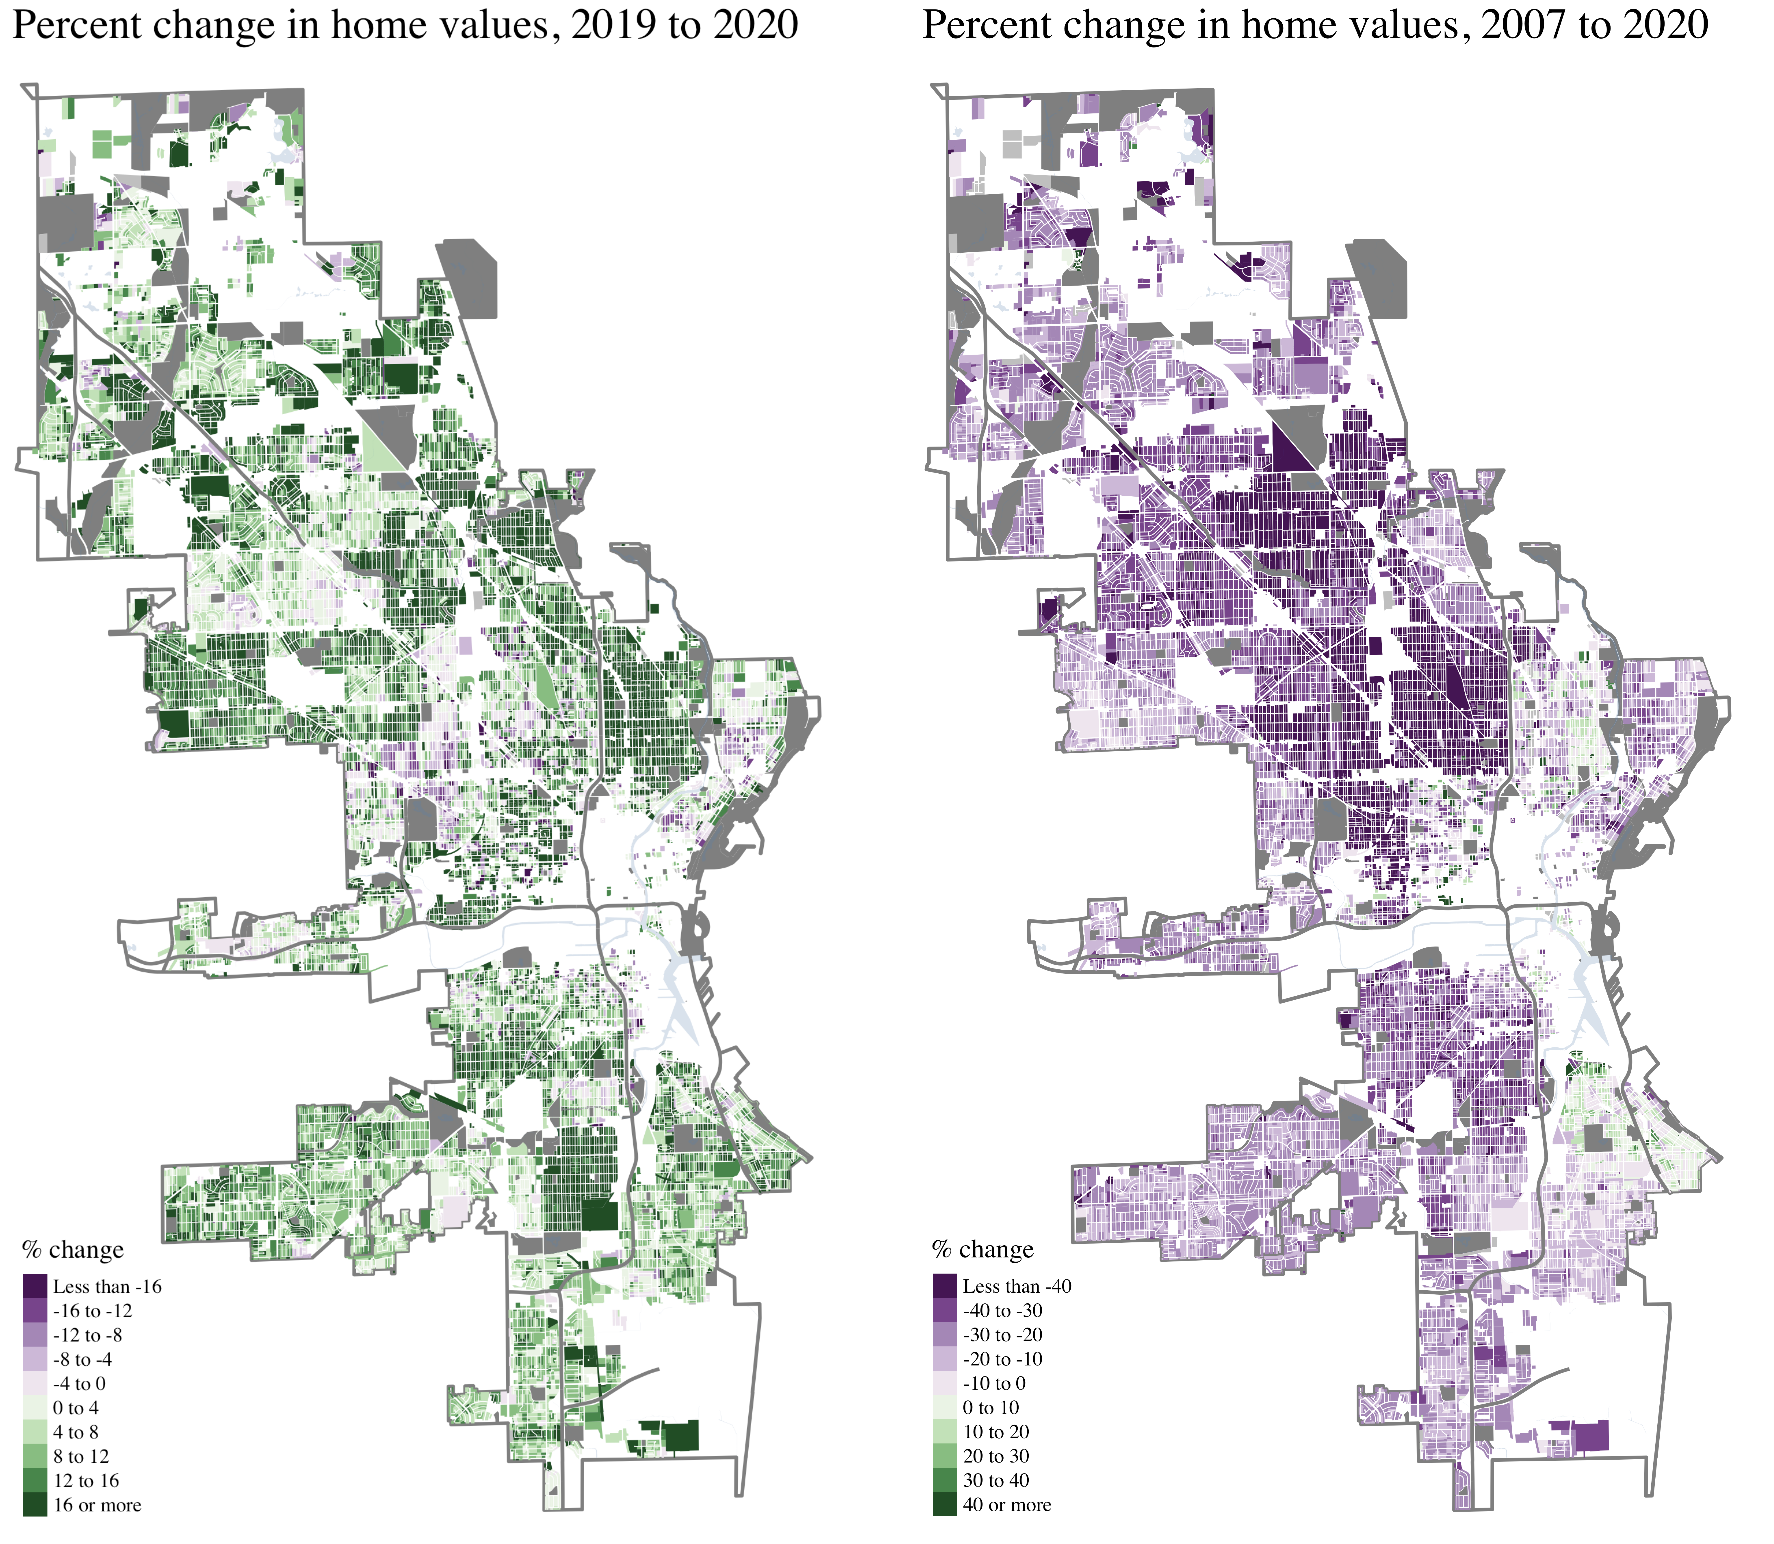 Percent change in home values, 2019 to 2020
% change
Less than -16
-16 to -12
-12 to -8
-8 to -4
-4 to 0
0 to 4
4 to 8
8 to 12
12 to 16
16 or more
Percent change in home values, 2007 to 2020
% change
Less than -40
-40 to -30
-30 to -20
-20 to -10
-10 to 0
0 to 10
10 to 20
20 to 30
30 to 40
40 or more